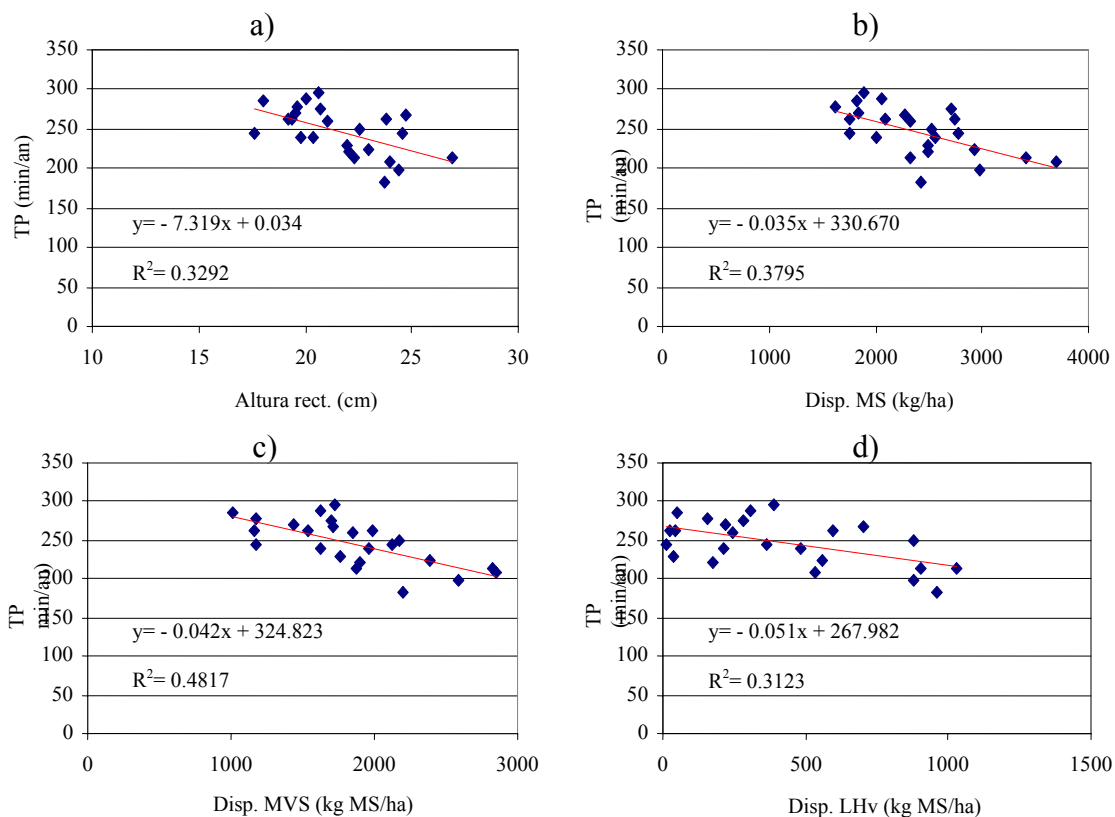 a)
350
300
250
200
150
100
50
0
TP (min/an)
y= - 7.319x + 0.034
R²= 0.3292
10 15 20 25 30
Altura rect. (cm)
b)
350
300
250
200
150
100
50
0
TP
(min/an)
y= - 0.035x + 330.670
R²= 0.3795
0 1000 2000 3000 4000
Disp. MS (kg/ha)
c)
350
300
250
200
150
100
50
0
TP
min/an)
y= - 0.042x + 324.823
R²= 0.4817
0 1000 2000 3000
Disp. MVS (kg MS/ha)
d)
350
300
250
200
150
100
50
0
TP
(min/an)
y= - 0.051x + 267.982
R²= 0.3123
0 500 1000 1500
Disp. LHv (kg MS/ha)